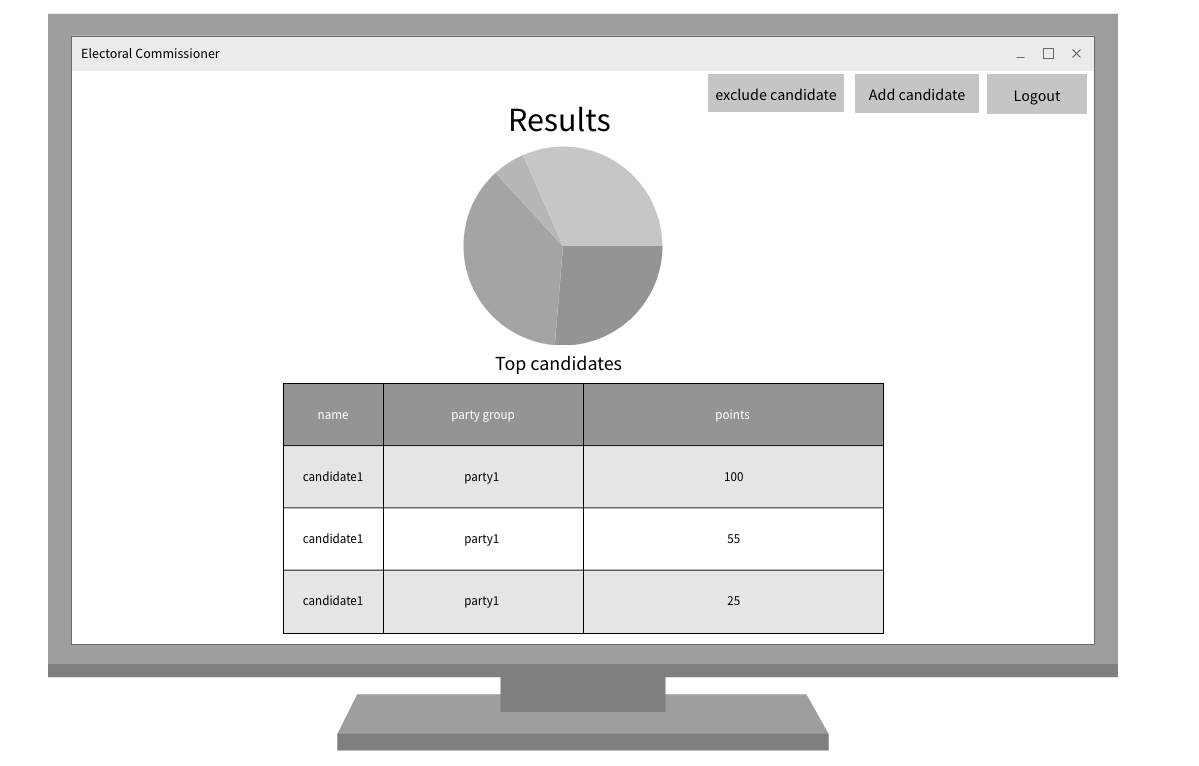 Electoral Commissioner
exclude candidate
Add candidate
Logout
Results
Top candidates
name party group points
candidate1 party1 100
candidate1 party1 55
candidate1 party1 25